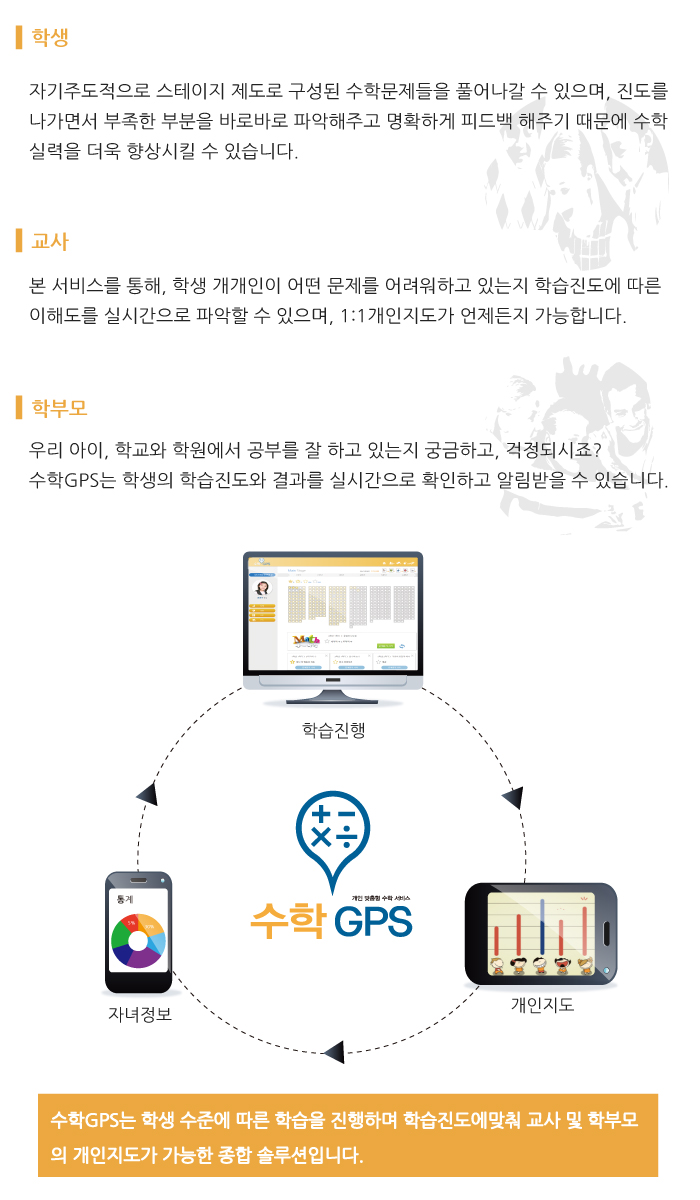 학생
자기주도적으로 스테이지 제도로 구성된 수학문제들을 풀어나갈 수 있으며, 진도를
나가면서 부족한 부분을 바로바로 파악해주고 명확하게 피드백 해주기 때문에 수학
실력을 더욱 향상시킬 수 있습니다.
교사
본 서비스를 통해, 학생 개개인이 어떤 문제를 어려워하고 있는지 학습진도에 따른
이해도를 실시간으로 파악할 수 있으며, 1:1개인지도가 언제든지 가능합니다.
학부모
우리 아이, 학교와 학원에서 공부를 잘 하고 있는지 궁금하고, 걱정되시죠?
수학GPS는 학생의 학습진도와 결과를 실시간으로 확인하고 알림받을 수 있습니다.
Math
학습진행
개인 맞춤형 수학 서비스
수학 GPS
통계
5%
자녀정보
개인지도
수학GPS는 학생 수준에 따른 학습을 진행하며 학습진도에맞춰 교사 및 학부모
의 개인지도가 가능한 종합 솔루션입니다.